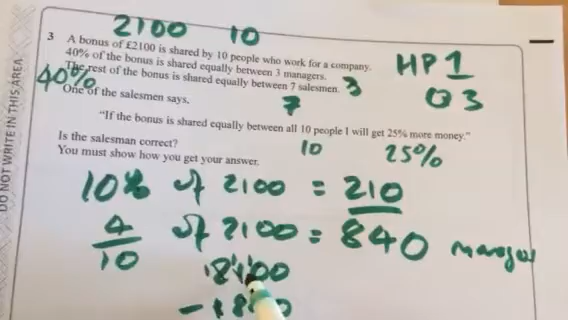 2100 10
3 A bonus of £2100 is shared by 10 people who work for a company.
40% of the bonus is shared equally between 3 managers.
The rest of the bonus is shared equally between 7 salesmen. 3
HP1
Q3
40%
One of the salesmen says,
7
"If the bonus is shared equally between all 10 people I will get 25% more money."
Is the salesman correct?
10 25%
You must show how you get your answer.
10% of 2100 = 210
4/10 of 2100 = 840
DO NOT WRITE IN THIS AREA